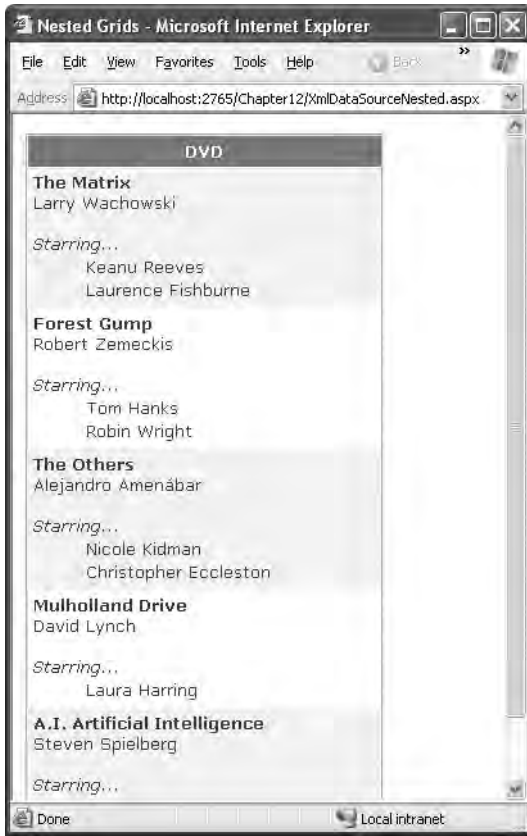 Nested Grids - Microsoft Internet Explorer
File Edit View Favorites Tools Help Back »
Address http://localhost:2765/Chapter12/XmlDataSourceNested.aspx
DVD
The Matrix
Larry Wachowski
Starring...
Keanu Reeves
Laurence Fishburne
Forest Gump
Robert Zemeckis
Starring...
Tom Hanks
Robin Wright
The Others
Alejandro Amenábar
Starring...
Nicole Kidman
Christopher Eccleston
Mulholland Drive
David Lynch
Starring...
Laura Harring
A.I. Artificial Intelligence
Steven Spielberg
Starring...
Done Local intranet